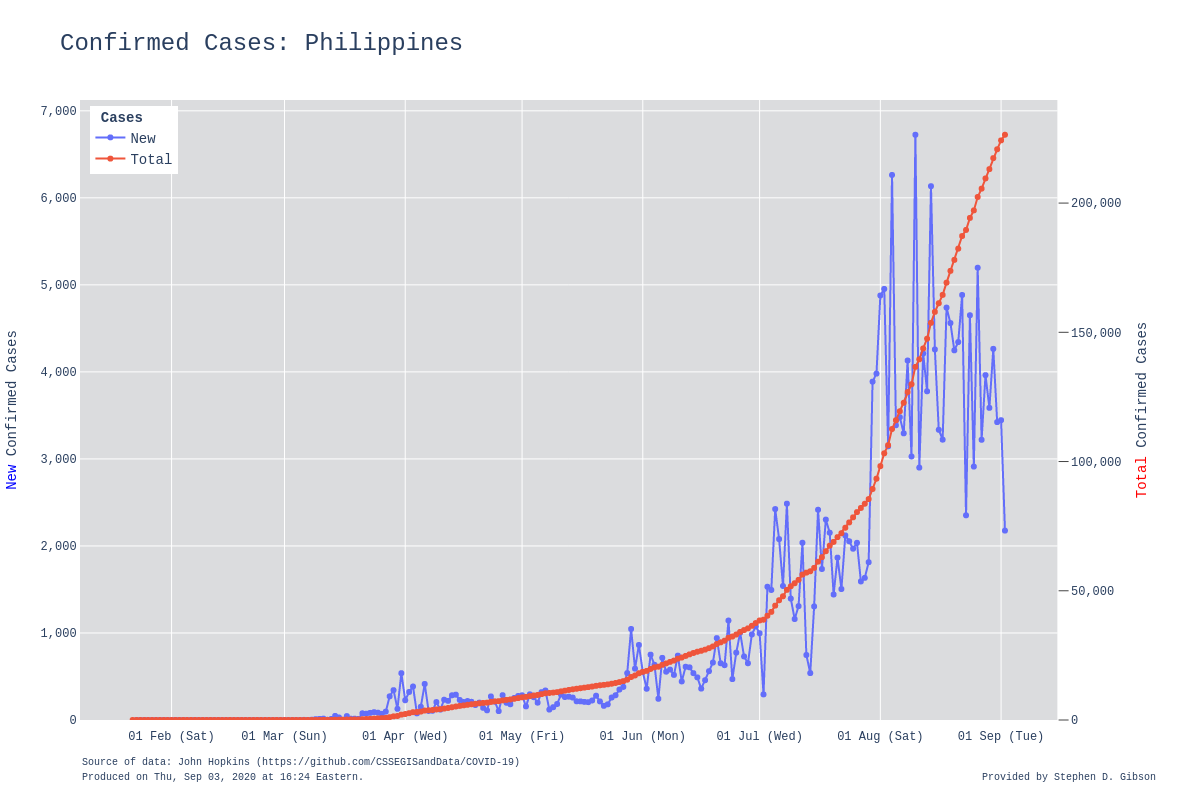 Confirmed Cases: Philippines
Cases
New
Total
7,000
6,000
5,000
4,000
3,000
2,000
1,000
0
New Confirmed Cases
200,000
150,000
100,000
50,000
0
Total Confirmed Cases
01 Feb (Sat)
01 Mar (Sun)
01 Apr (Wed)
01 May (Fri)
01 Jun (Mon)
01 Jul (Wed)
01 Aug (Sat)
01 Sep (Tue)
Source of data: John Hopkins (https://github.com/CSSEGISandData/COVID-19)
Produced on Thu, Sep 03, 2020 at 16:24 Eastern.
Provided by Stephen D. Gibson